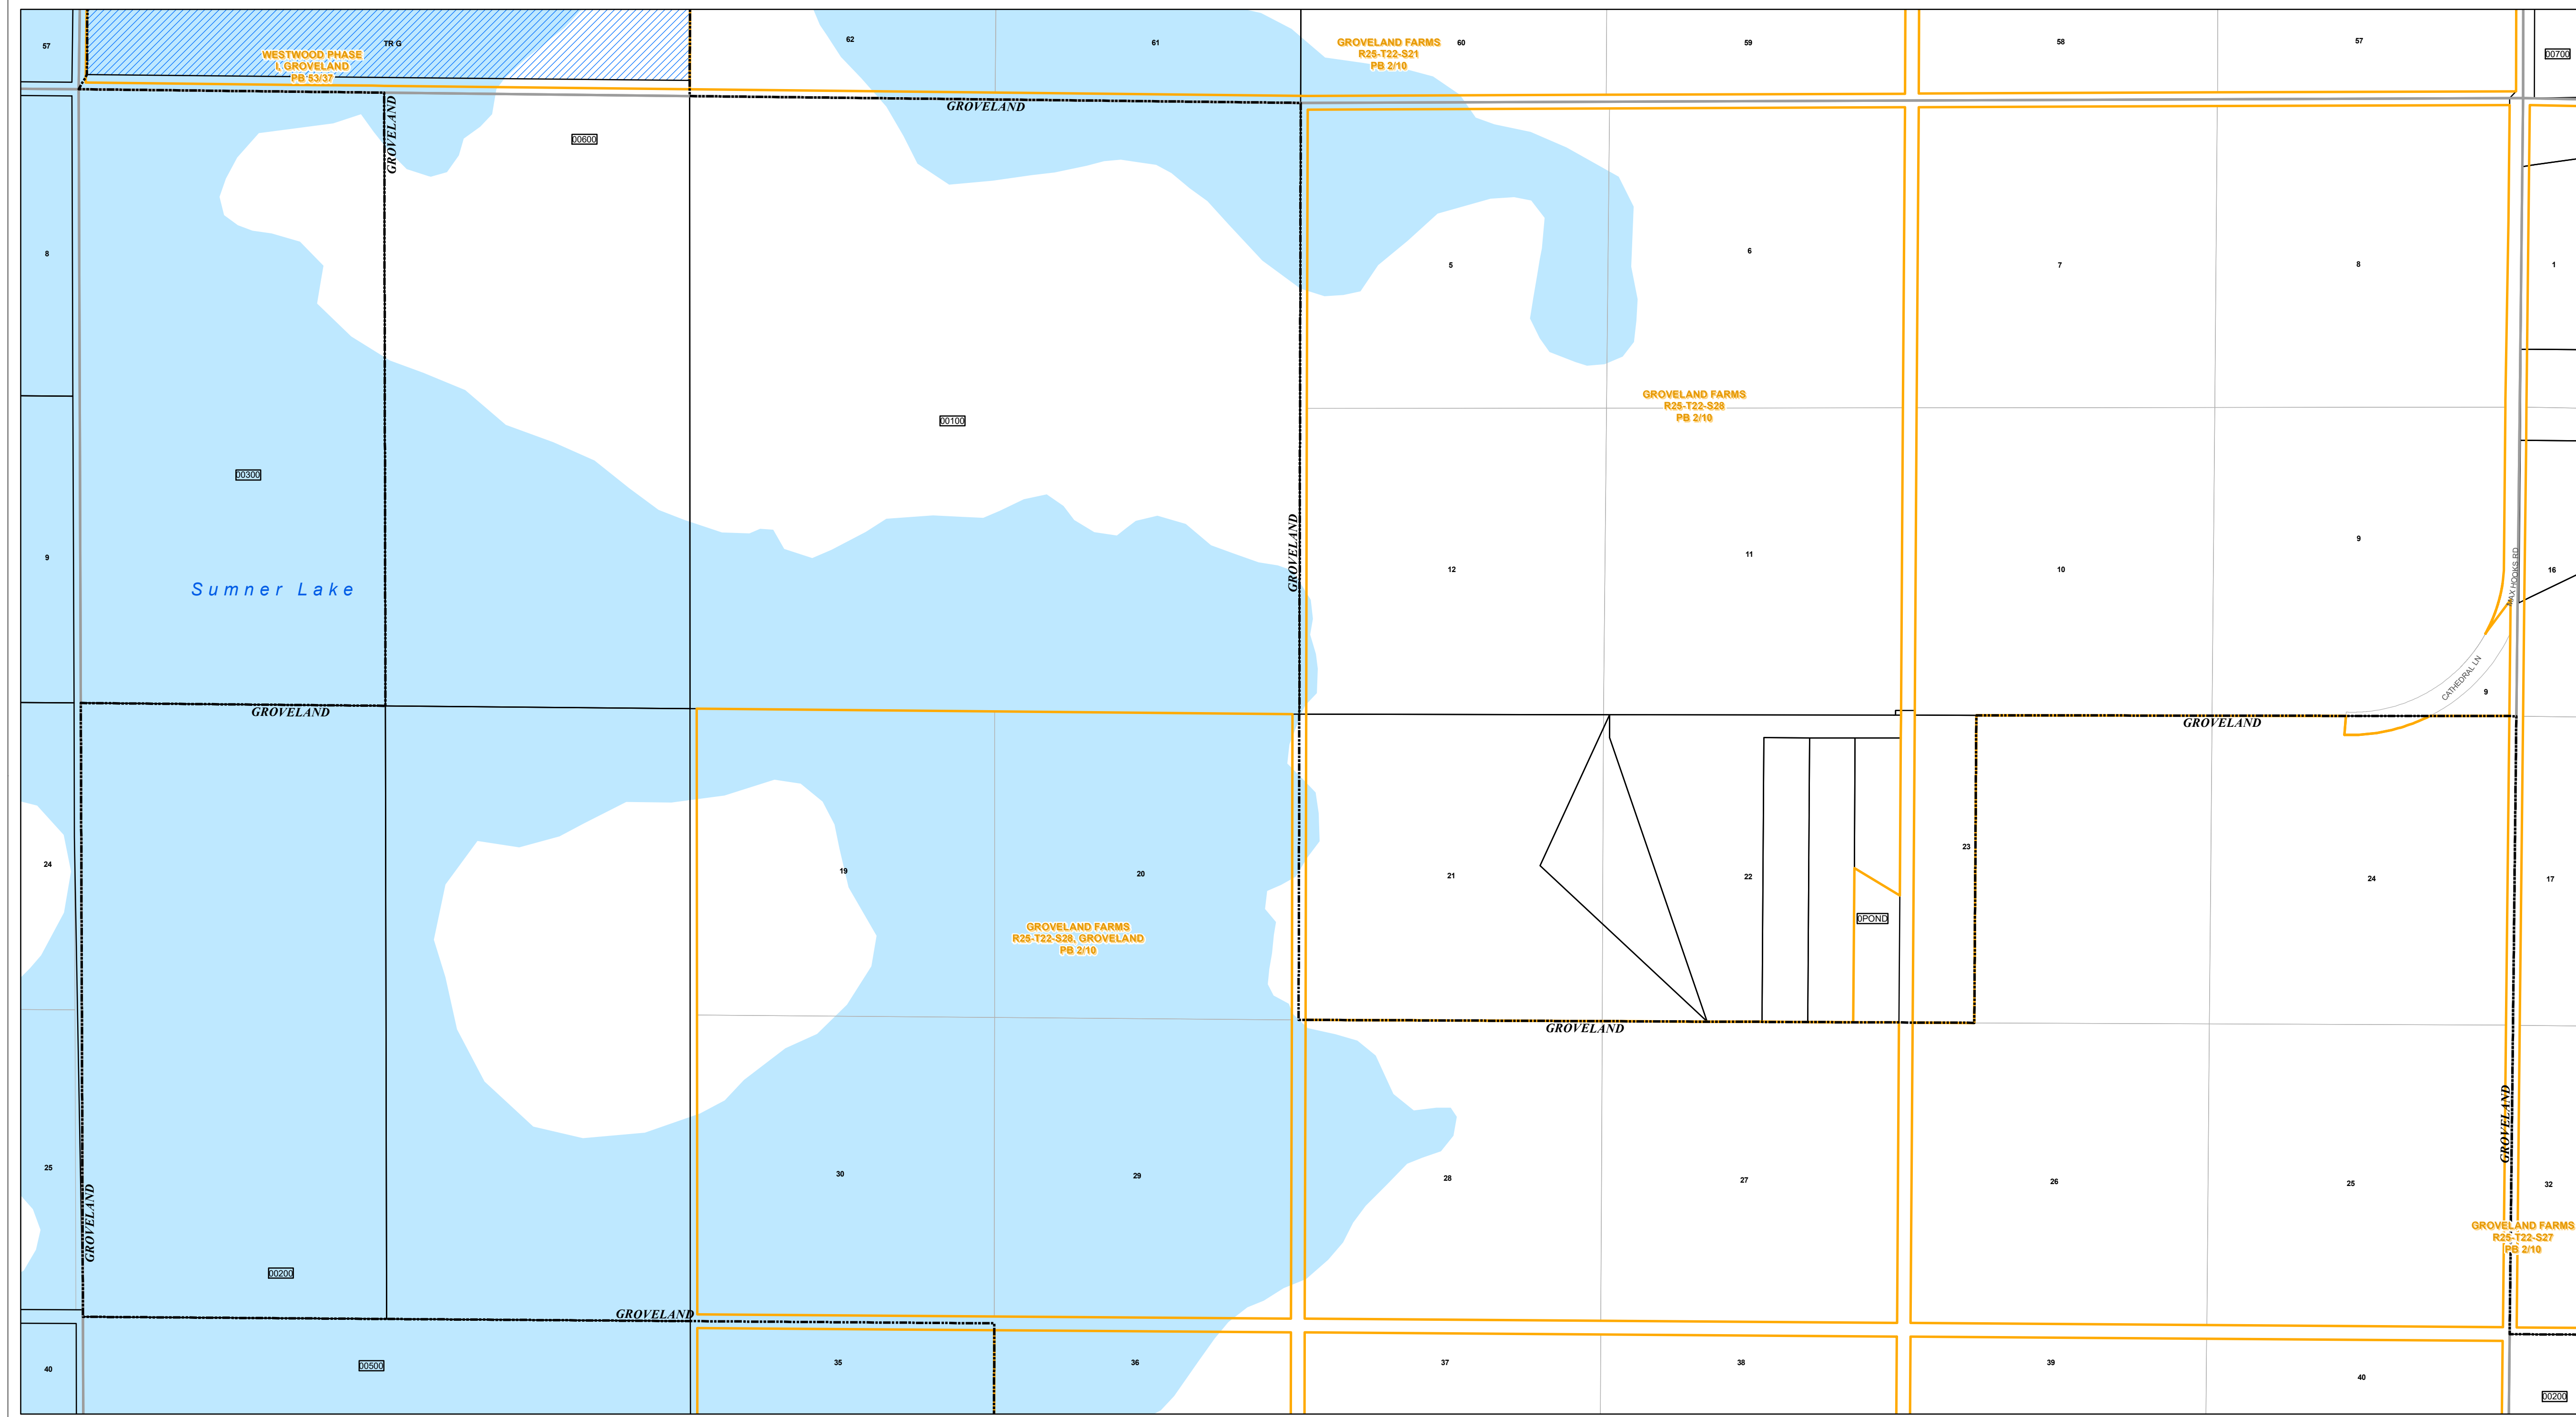 57
TR G
WESTWOOD PHASE
I, GROVELAND
PB 53/37
62
61
GROVELAND FARMS
R25-T22-S21
PB 2/10
60
59
58
57
00700
GROVELAND
GROVELAND
00600
8
5
6
7
8
1
GROVELAND FARMS
R25-T22-S28
PB 2/10
00100
00300
9
Sumner Lake
GROVELAND
12
11
10
9
MAX HOOKS RD
16
CATHEDRAL LN
9
GROVELAND
GROVELAND
24
19
20
21
22
23
24
17
0POND
GROVELAND FARMS
R25-T22-S28, GROVELAND
PB 2/10
GROVELAND
GROVELAND
25
30
29
28
27
26
25
32
GROVELAND
GROVELAND FARMS
R25-T22-S27
PB 2/10
00200
GROVELAND
40
00500
35
36
37
38
39
40
00200